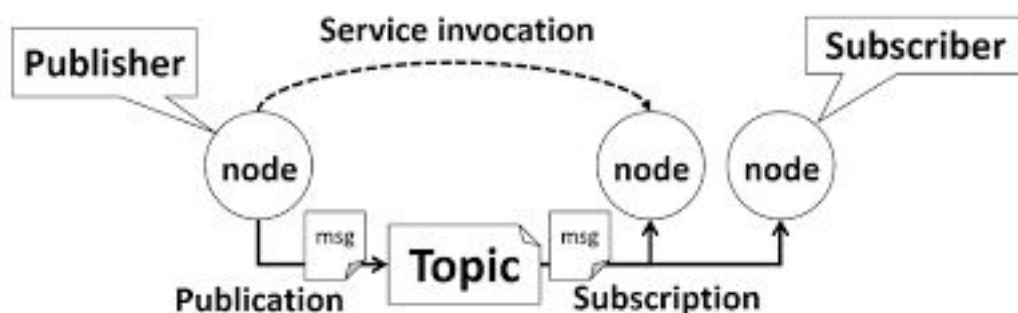 Service invocation
Publisher
Subscriber
node
node
node
msg
Topic
msg
Publication
Subscription